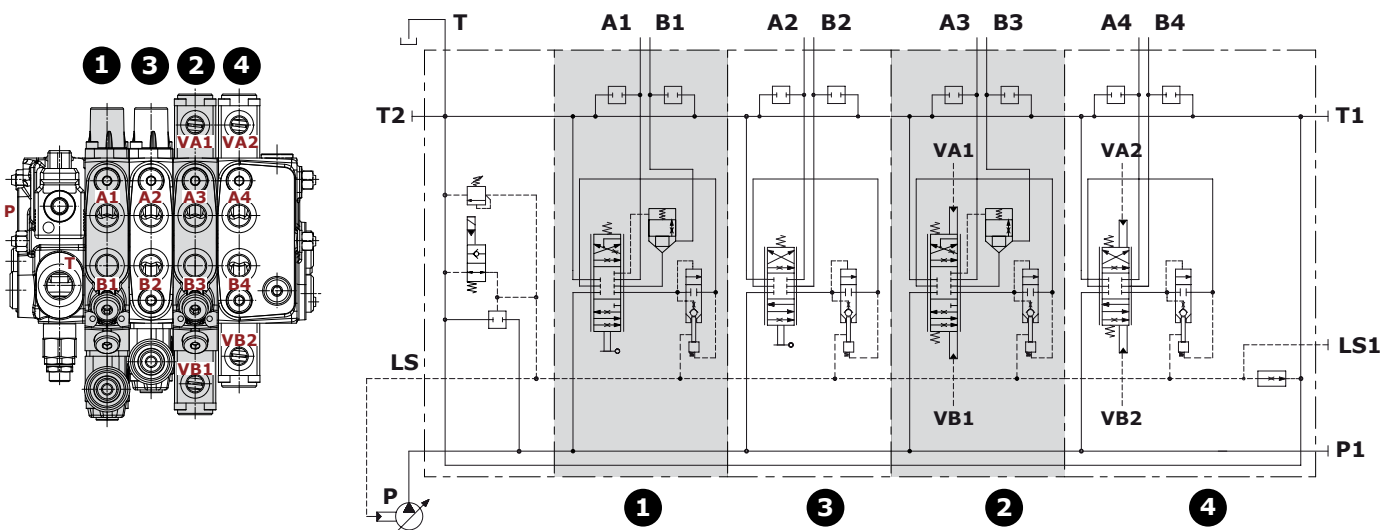 1 3 2 4
VA1 VA2
A1 A2 A3 A4
P
T
B1 B2 B3 B4
VB2
VB1
T A1 B1 A2 B2 A3 B3 A4 B4
T2 T1
VA1 VA2
LS LS1
VB1 VB2
P1
P
1 3 2 4